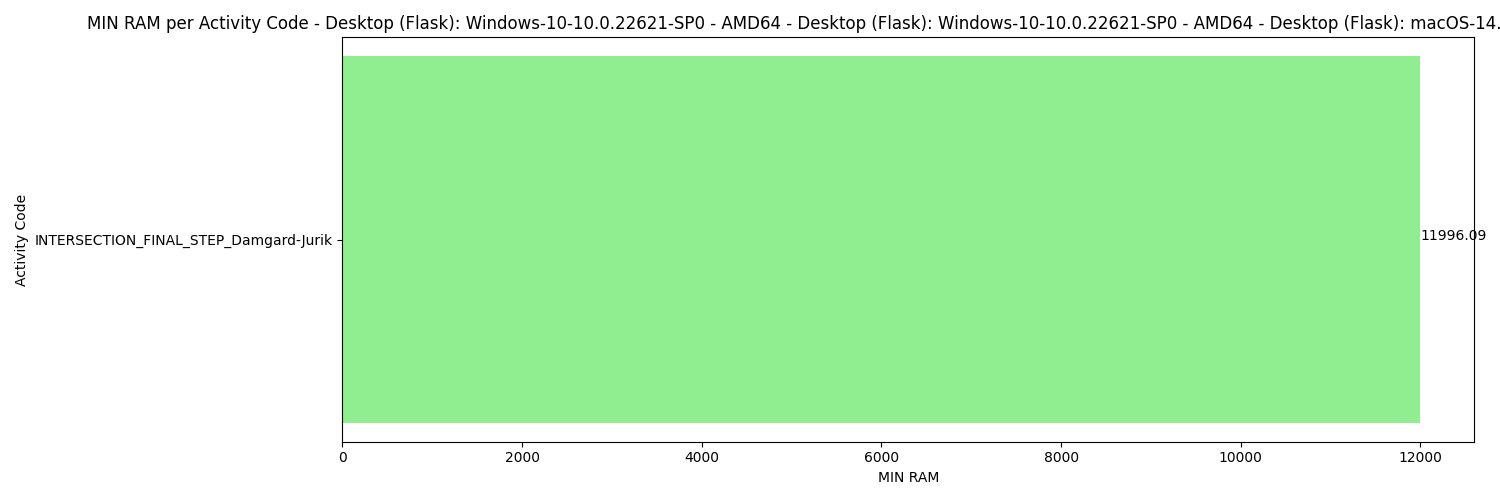 MIN RAM per Activity Code - Desktop (Flask): Windows-10-10.0.22621-SP0 - AMD64 - Desktop (Flask): Windows-10-10.0.22621-SP0 - AMD64 - Desktop (Flask): macOS-14.
Activity Code
INTERSECTION_FINAL_STEP_Damgard-Jurik
11996.09
0 2000 4000 6000 8000 10000 12000
MIN RAM